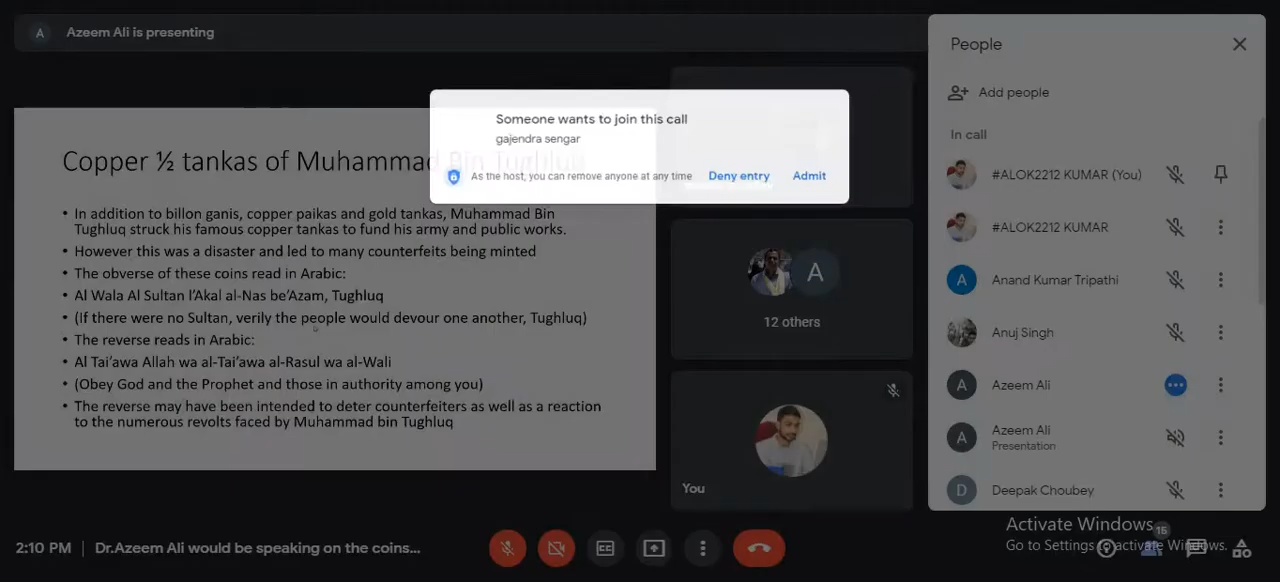 A
Azeem Ali is presenting
Someone wants to join this call
gajendra sengar
As the host, you can remove anyone at any time
Deny entry
Admit
Copper ½ tankas of Muhammad Bin Tughluq
• In addition to billon ganis, copper paikas and gold tankas, Muhammad Bin
Tughluq struck his famous copper tankas to fund his army and public works.
• However this was a disaster and led to many counterfeits being minted
• The obverse of these coins read in Arabic:
• Al Wala Al Sultan l’Akal al-Nas be’Azam, Tughluq
• (If there were no Sultan, verily the people would devour one another, Tughluq)
• The reverse reads in Arabic:
• Al Tai’awa Allah wa al-Tai’awa al-Rasul wa al-Wali
• (Obey God and the Prophet and those in authority among you)
• The reverse may have been intended to deter counterfeiters as well as a reaction
to the numerous revolts faced by Muhammad bin Tughluq
A
12 others
You
People
Add people
In call
#ALOK2212 KUMAR (You)
#ALOK2212 KUMAR
Anand Kumar Tripathi
A
Anuj Singh
Azeem Ali
A
Azeem Ali
Presentation
A
Deepak Choubey
D
Activate Windows
Go to Settings to activate Windows.
15
2:10 PM | Dr.Azeem Ali would be speaking on the coins...
CC